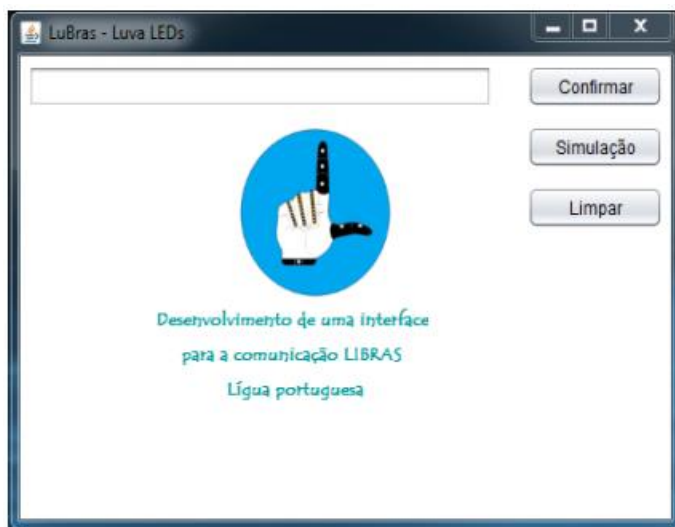 LuBras - Luva LEDs
Confirmar
Simulação
Limpar
Desenvolvimento de uma interface
para a comunicação LIBRAS
Lígua portuguesa